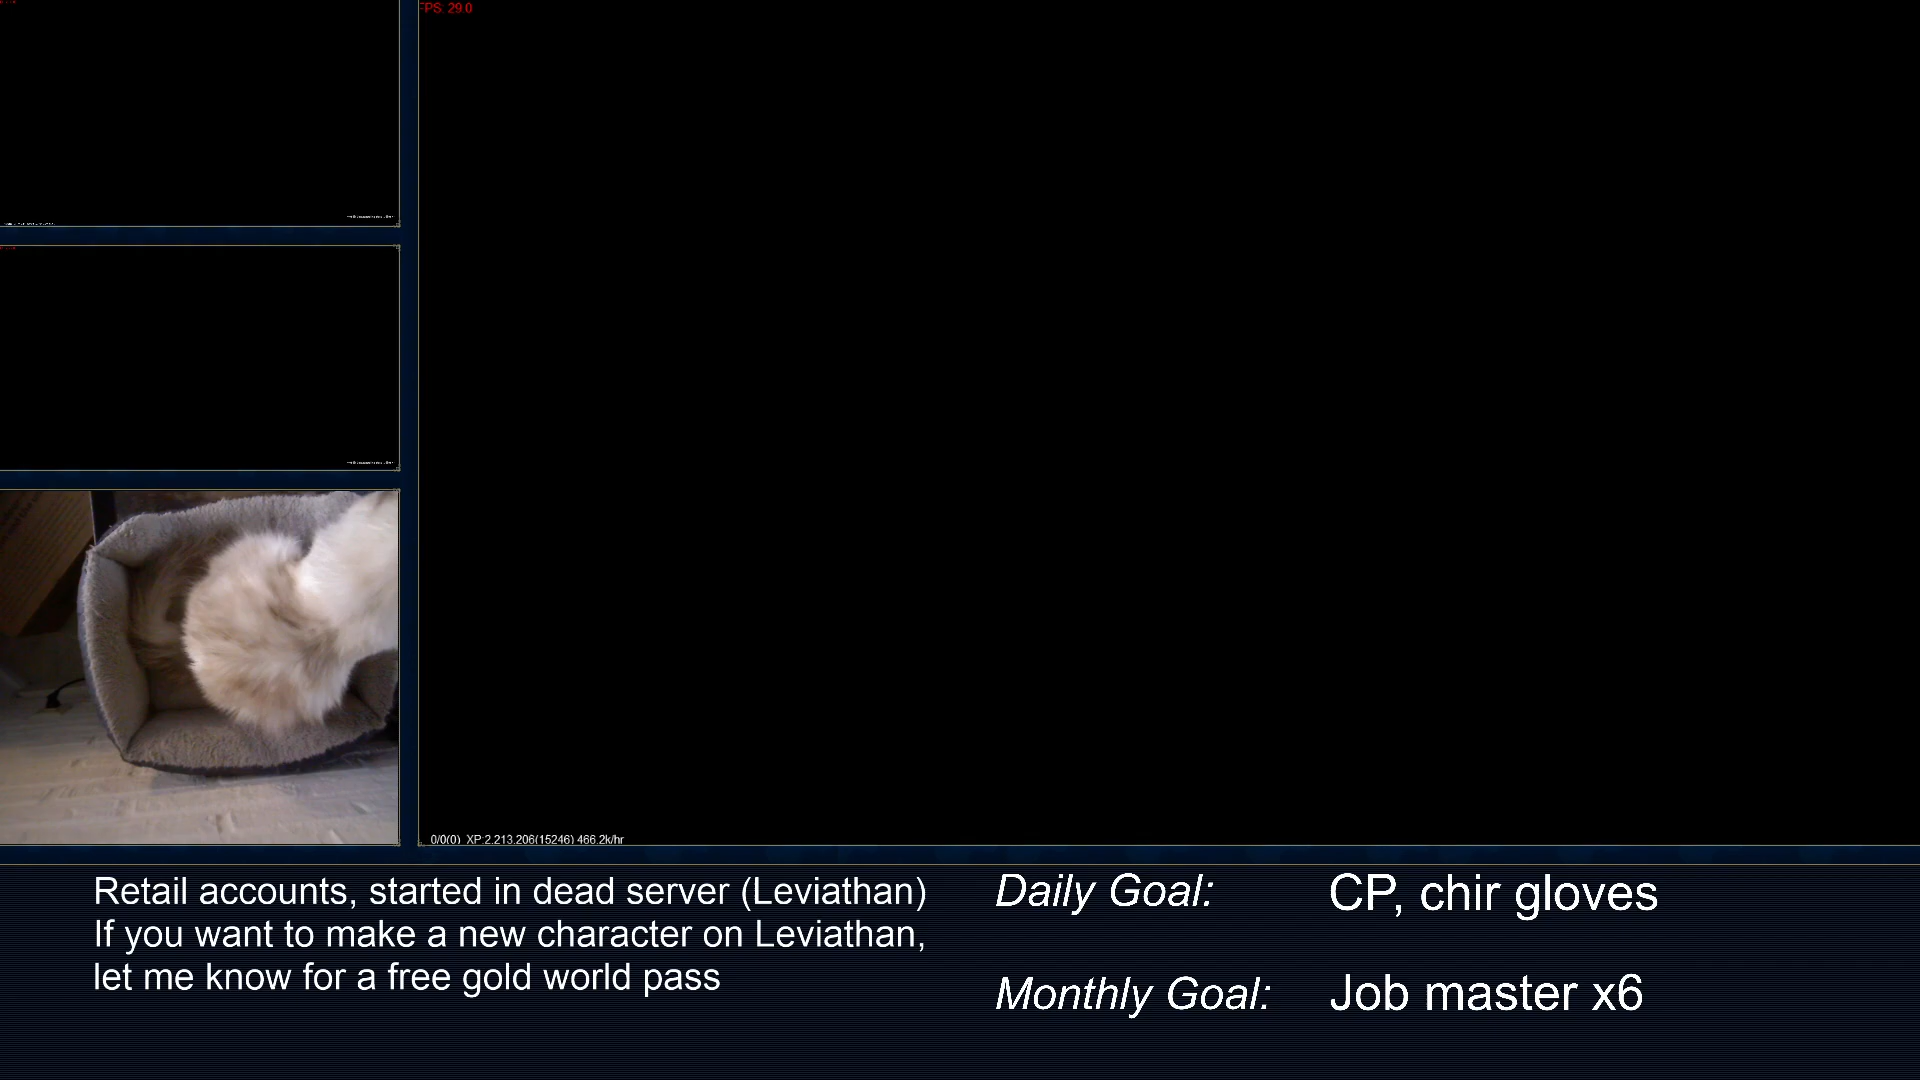 FPS: 29.0
0/0(0) XP:2,213,206(15246) 466.2k/hr
Retail accounts, started in dead server (Leviathan)
If you want to make a new character on Leviathan,
let me know for a free gold world pass
Daily Goal: CP, chir gloves
Monthly Goal: Job master x6